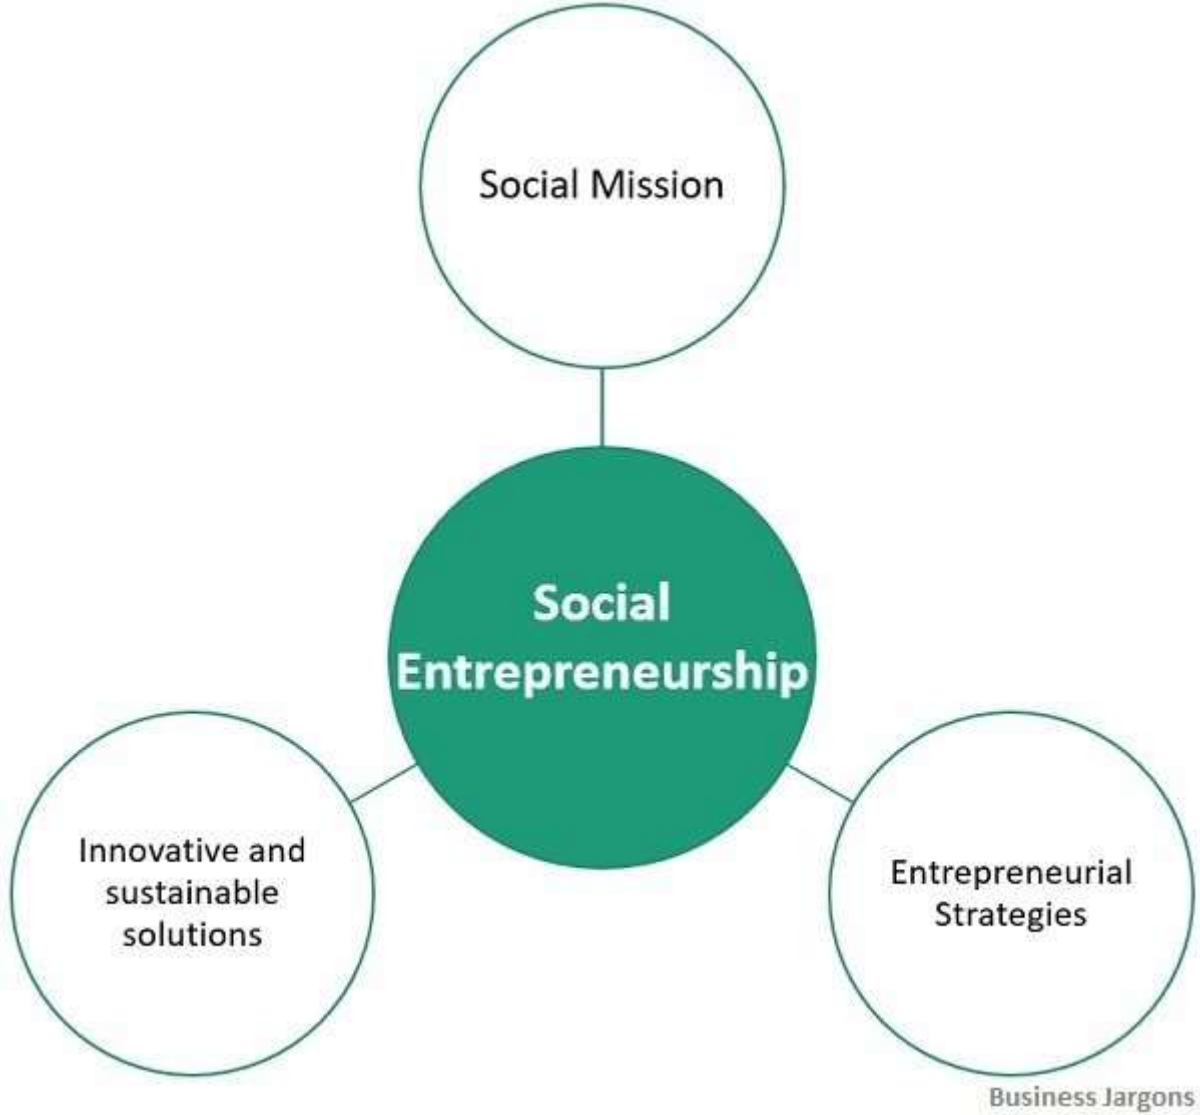 Social Mission
Social
Entrepreneurship
Innovative and
sustainable
solutions
Entrepreneurial
Strategies
Business Jargons